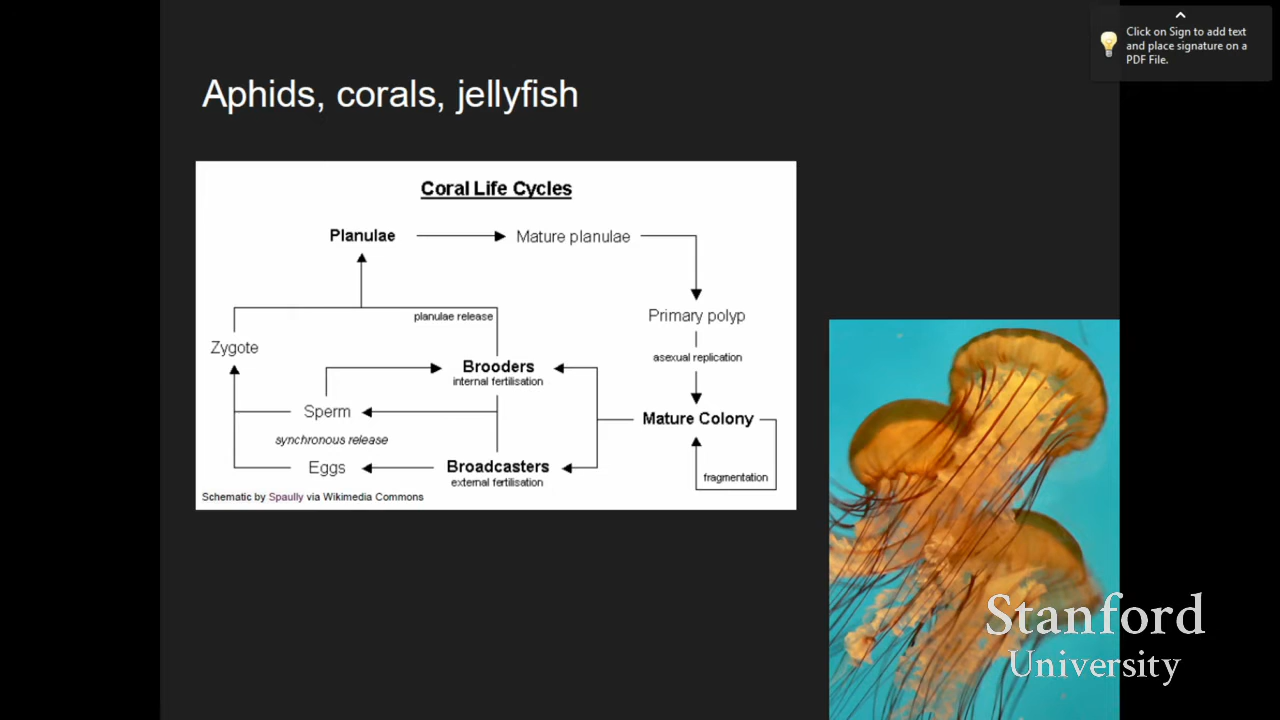 Click on Sign to add text
and place signature on a
PDF File.
Aphids, corals, jellyfish
Coral Life Cycles
Planulae
Mature planulae
planulae release
Primary polyp
Zygote
asexual replication
Brooders
internal fertilisation
Sperm
Mature Colony
synchronous release
Eggs
Broadcasters
external fertilisation
fragmentation
Schematic by Spaully via Wikimedia Commons
Stanford
University